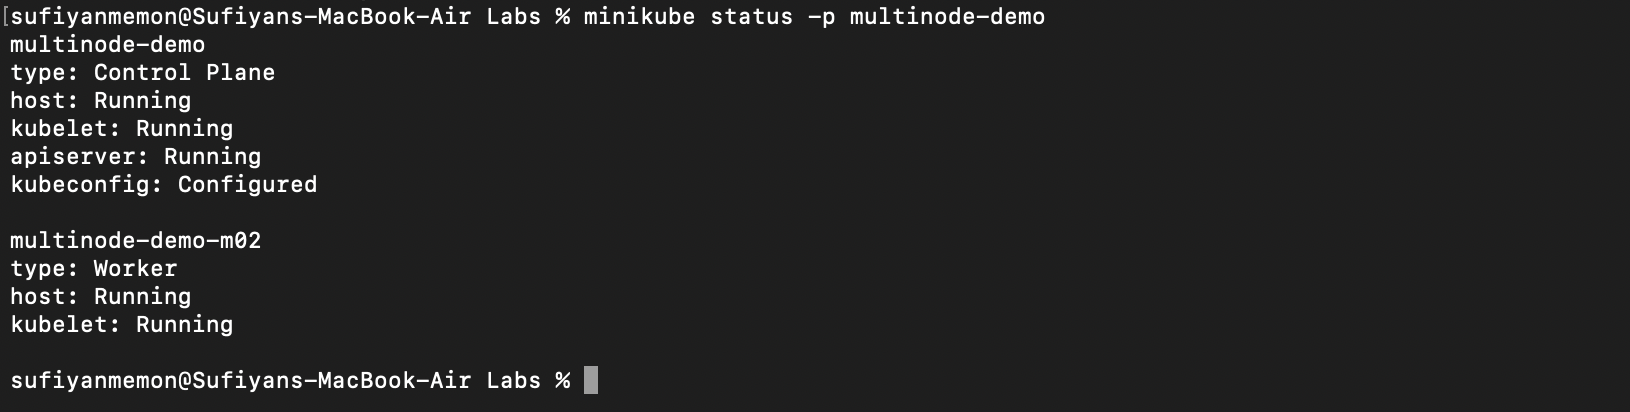 [sufiyanmemon@Sufiyans-MacBook-Air Labs % minikube status -p multinode-demo
multinode-demo
type: Control Plane
host: Running
kubelet: Running
apiserver: Running
kubeconfig: Configured

multinode-demo-m02
type: Worker
host: Running
kubelet: Running

sufiyanmemon@Sufiyans-MacBook-Air Labs %